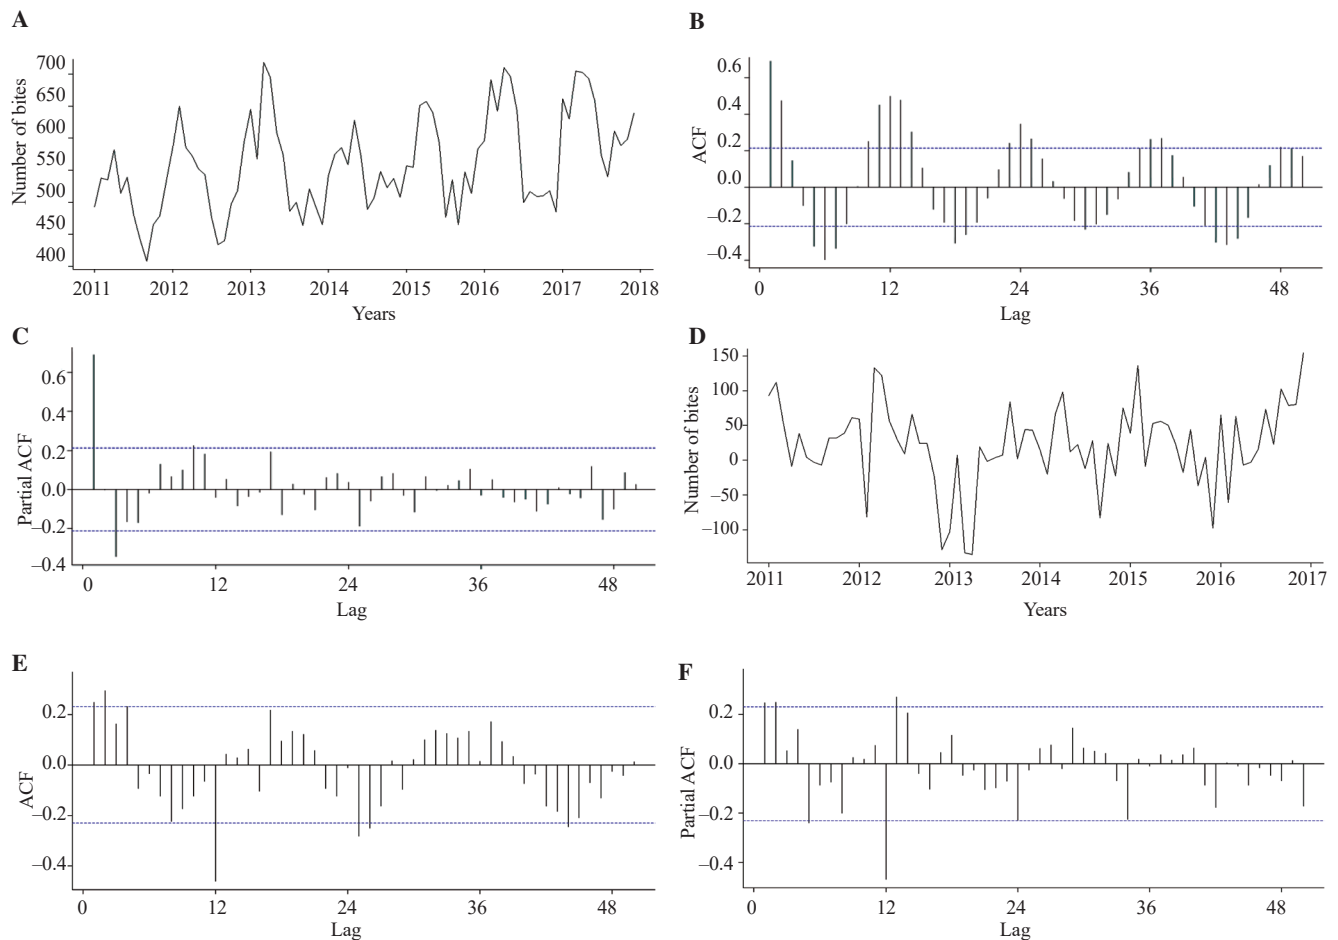 A
Number of bites
700
650
600
550
500
450
400
2011 2012 2013 2014 2015 2016 2017 2018
Years
B
ACF
0.6
0.4
0.2
0.0
−0.2
−0.4
0 12 24 36 48
Lag
C
Partial ACF
0.6
0.4
0.2
0.0
−0.2
−0.4
0 12 24 36 48
Lag
D
Number of bites
150
100
50
0
−50
−100
2011 2012 2013 2014 2015 2016 2017
Years
E
ACF
0.2
0.0
−0.2
−0.4
0 12 24 36 48
Lag
F
Partial ACF
0.2
0.0
−0.2
−0.4
0 12 24 36 48
Lag